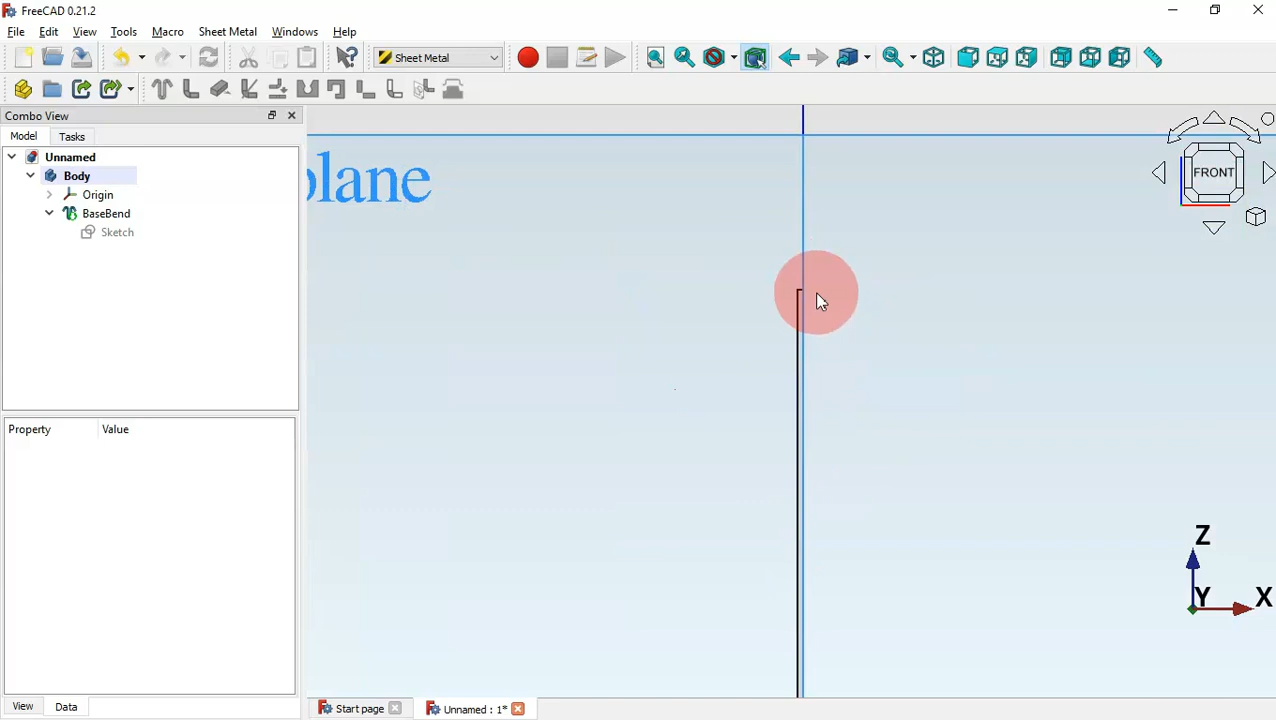 FreeCAD 0.21.2
File Edit View Tools Macro Sheet Metal Windows Help
Sheet Metal
Combo View
Model Tasks
Unnamed
Body
Origin
BaseBend
Sketch
plane
FRONT
Property Value
Z
Y X
View Data
Start page Unnamed : 1*